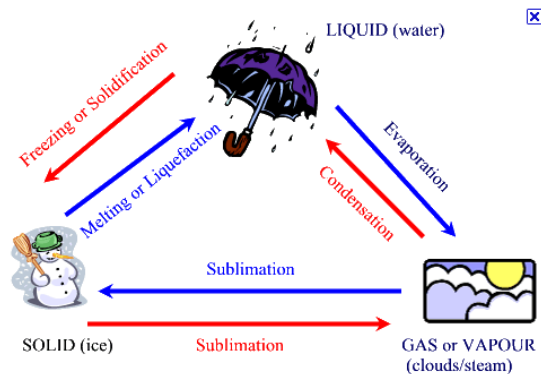 LIQUID (water)
Freezing or Solidification
Melting or Liquefaction
Evaporation
Condensation
Sublimation
Sublimation
SOLID (ice)
GAS or VAPOUR
(clouds/steam)